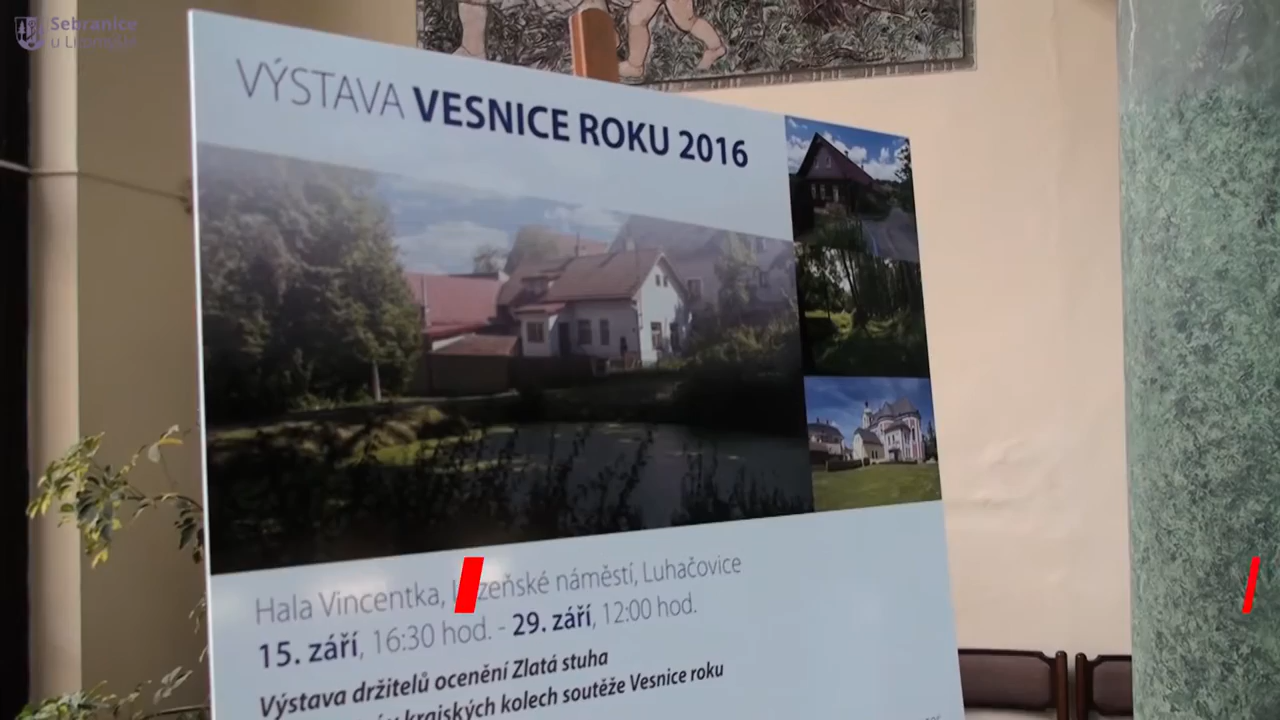 Sebranice
u Litomyšle
VÝSTAVA VESNICE ROKU 2016
Hala Vincentka, Lázeňské náměstí, Luhačovice
15. září, 16:30 hod. - 29. září, 12:00 hod.
Výstava držitelů ocenění Zlatá stuha
krajských kolech soutěže Vesnice roku